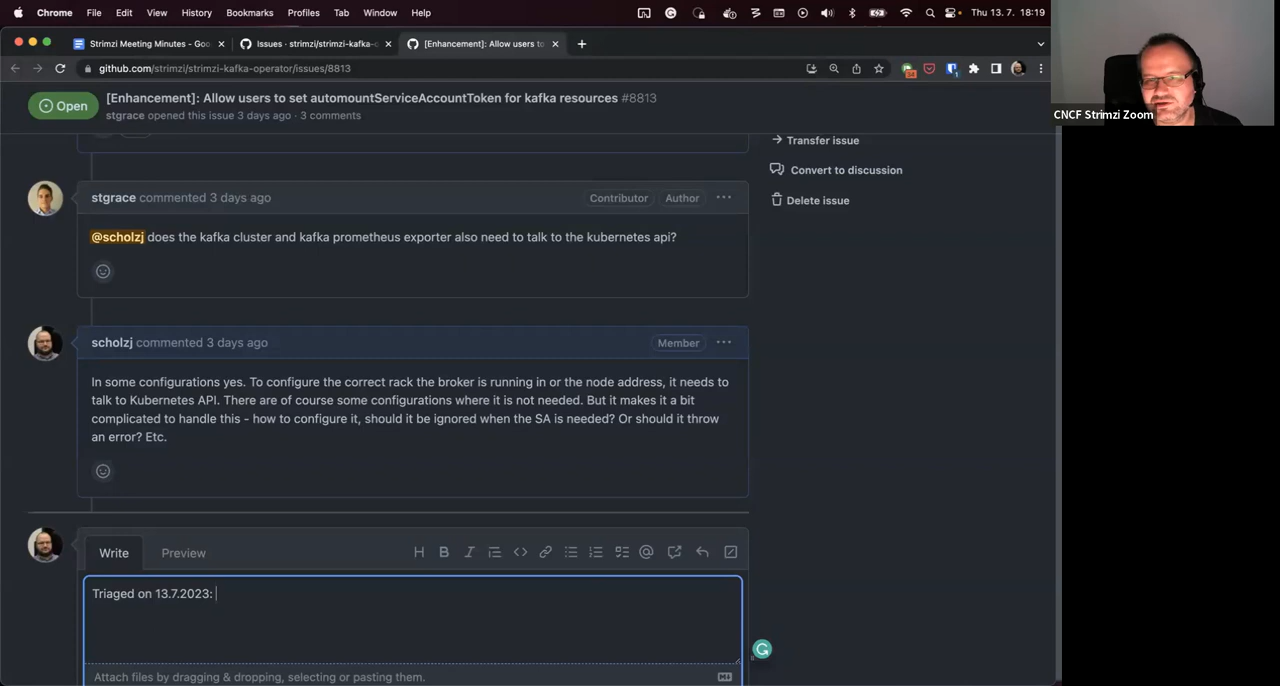 Chrome File Edit View History Bookmarks Profiles Tab Window Help
Thu 13. 7. 18:19
Strimzi Meeting Minutes - Goo
Issues · strimzi/strimzi-kafka-o
[Enhancement]: Allow users to
github.com/strimzi/strimzi-kafka-operator/issues/8813
CNCF Strimzi Zoom
Open
[Enhancement]: Allow users to set automountServiceAccountToken for kafka resources #8813
stgrace opened this issue 3 days ago · 3 comments
Transfer issue
Convert to discussion
Delete issue
stgrace commented 3 days ago
Contributor
Author
@scholzj does the kafka cluster and kafka prometheus exporter also need to talk to the kubernetes api?
scholzj commented 3 days ago
Member
In some configurations yes. To configure the correct rack the broker is running in or the node address, it needs to
talk to Kubernetes API. There are of course some configurations where it is not needed. But it makes it a bit
complicated to handle this - how to configure it, should it be ignored when the SA is needed? Or should it throw
an error? Etc.
Write
Preview
Triaged on 13.7.2023:
Attach files by dragging & dropping, selecting or pasting them.